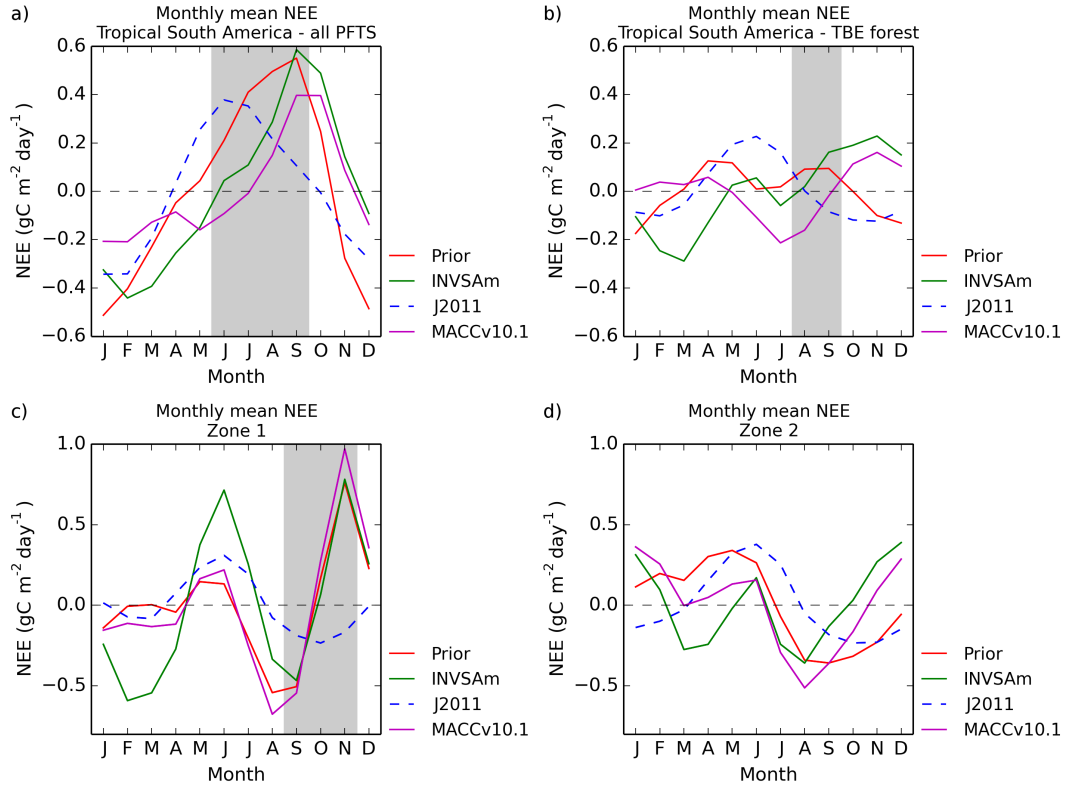 a)
Monthly mean NEE
Tropical South America - all PFTS
0.6
0.4
0.2
0.0
−0.2
−0.4
−0.6
NEE (gC m⁻² day⁻¹ )
J F M A M J J A S O N D
Month
Prior
INVSAm
J2011
MACCv10.1
b)
Monthly mean NEE
Tropical South America - TBE forest
0.6
0.4
0.2
0.0
−0.2
−0.4
−0.6
NEE (gC m⁻² day⁻¹ )
J F M A M J J A S O N D
Month
Prior
INVSAm
J2011
MACCv10.1
c)
Monthly mean NEE
Zone 1
1.0
0.5
0.0
−0.5
NEE (gC m⁻² day⁻¹ )
J F M A M J J A S O N D
Month
Prior
INVSAm
J2011
MACCv10.1
d)
Monthly mean NEE
Zone 2
1.0
0.5
0.0
−0.5
NEE (gC m⁻² day⁻¹ )
J F M A M J J A S O N D
Month
Prior
INVSAm
J2011
MACCv10.1